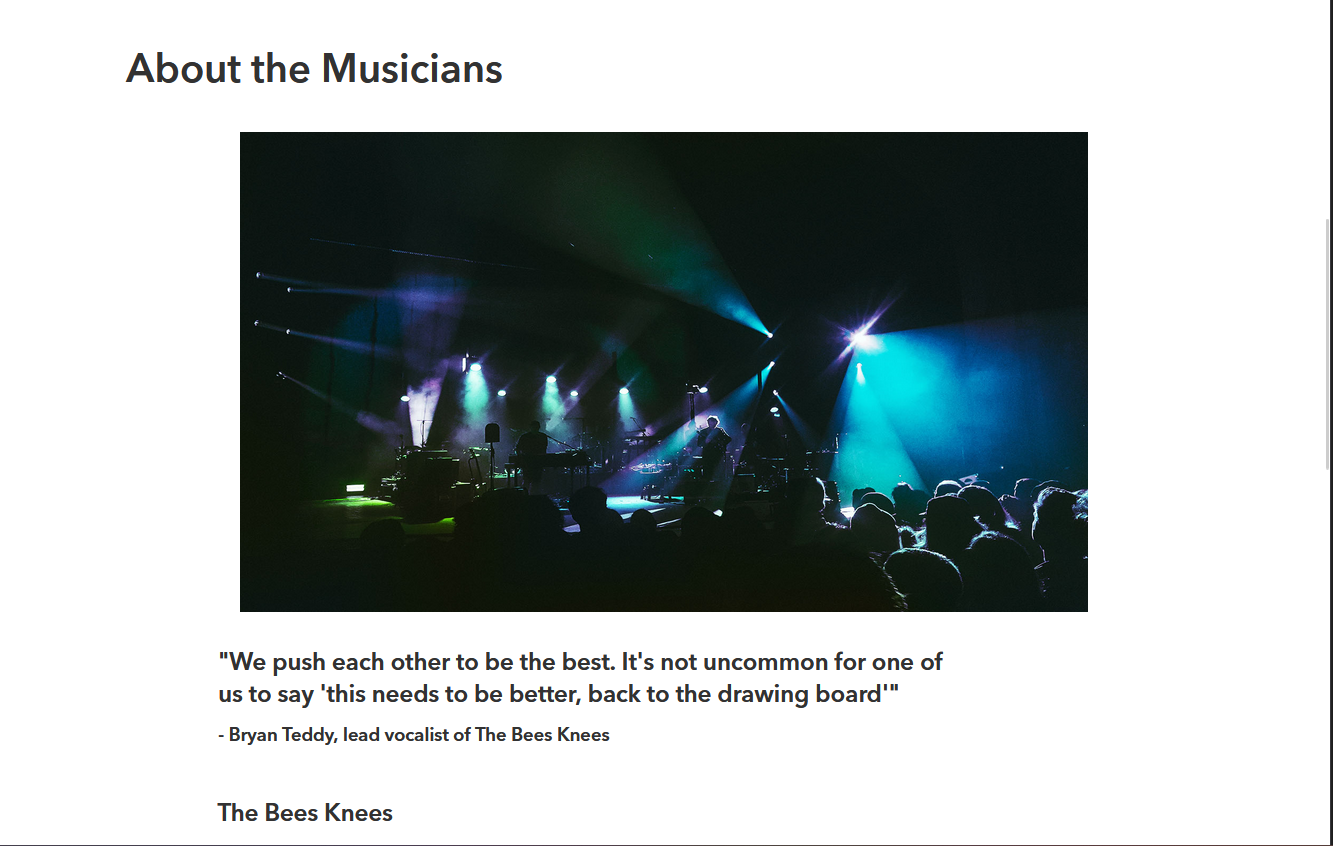 About the Musicians
"We push each other to be the best. It's not uncommon for one of
us to say 'this needs to be better, back to the drawing board'"
- Bryan Teddy, lead vocalist of The Bees Knees
The Bees Knees